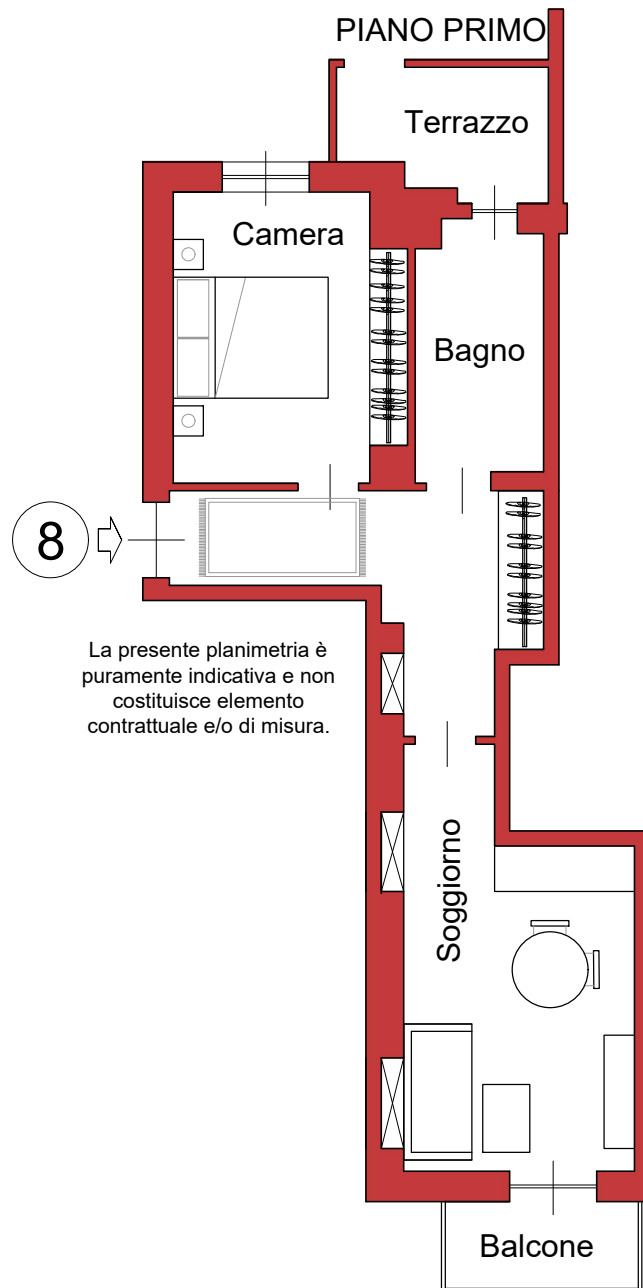 PIANO PRIMO
Terrazzo
Camera
Bagno
8
La presente planimetria è
puramente indicativa e non
costituisce elemento
contrattuale e/o di misura.
Soggiorno
Balcone